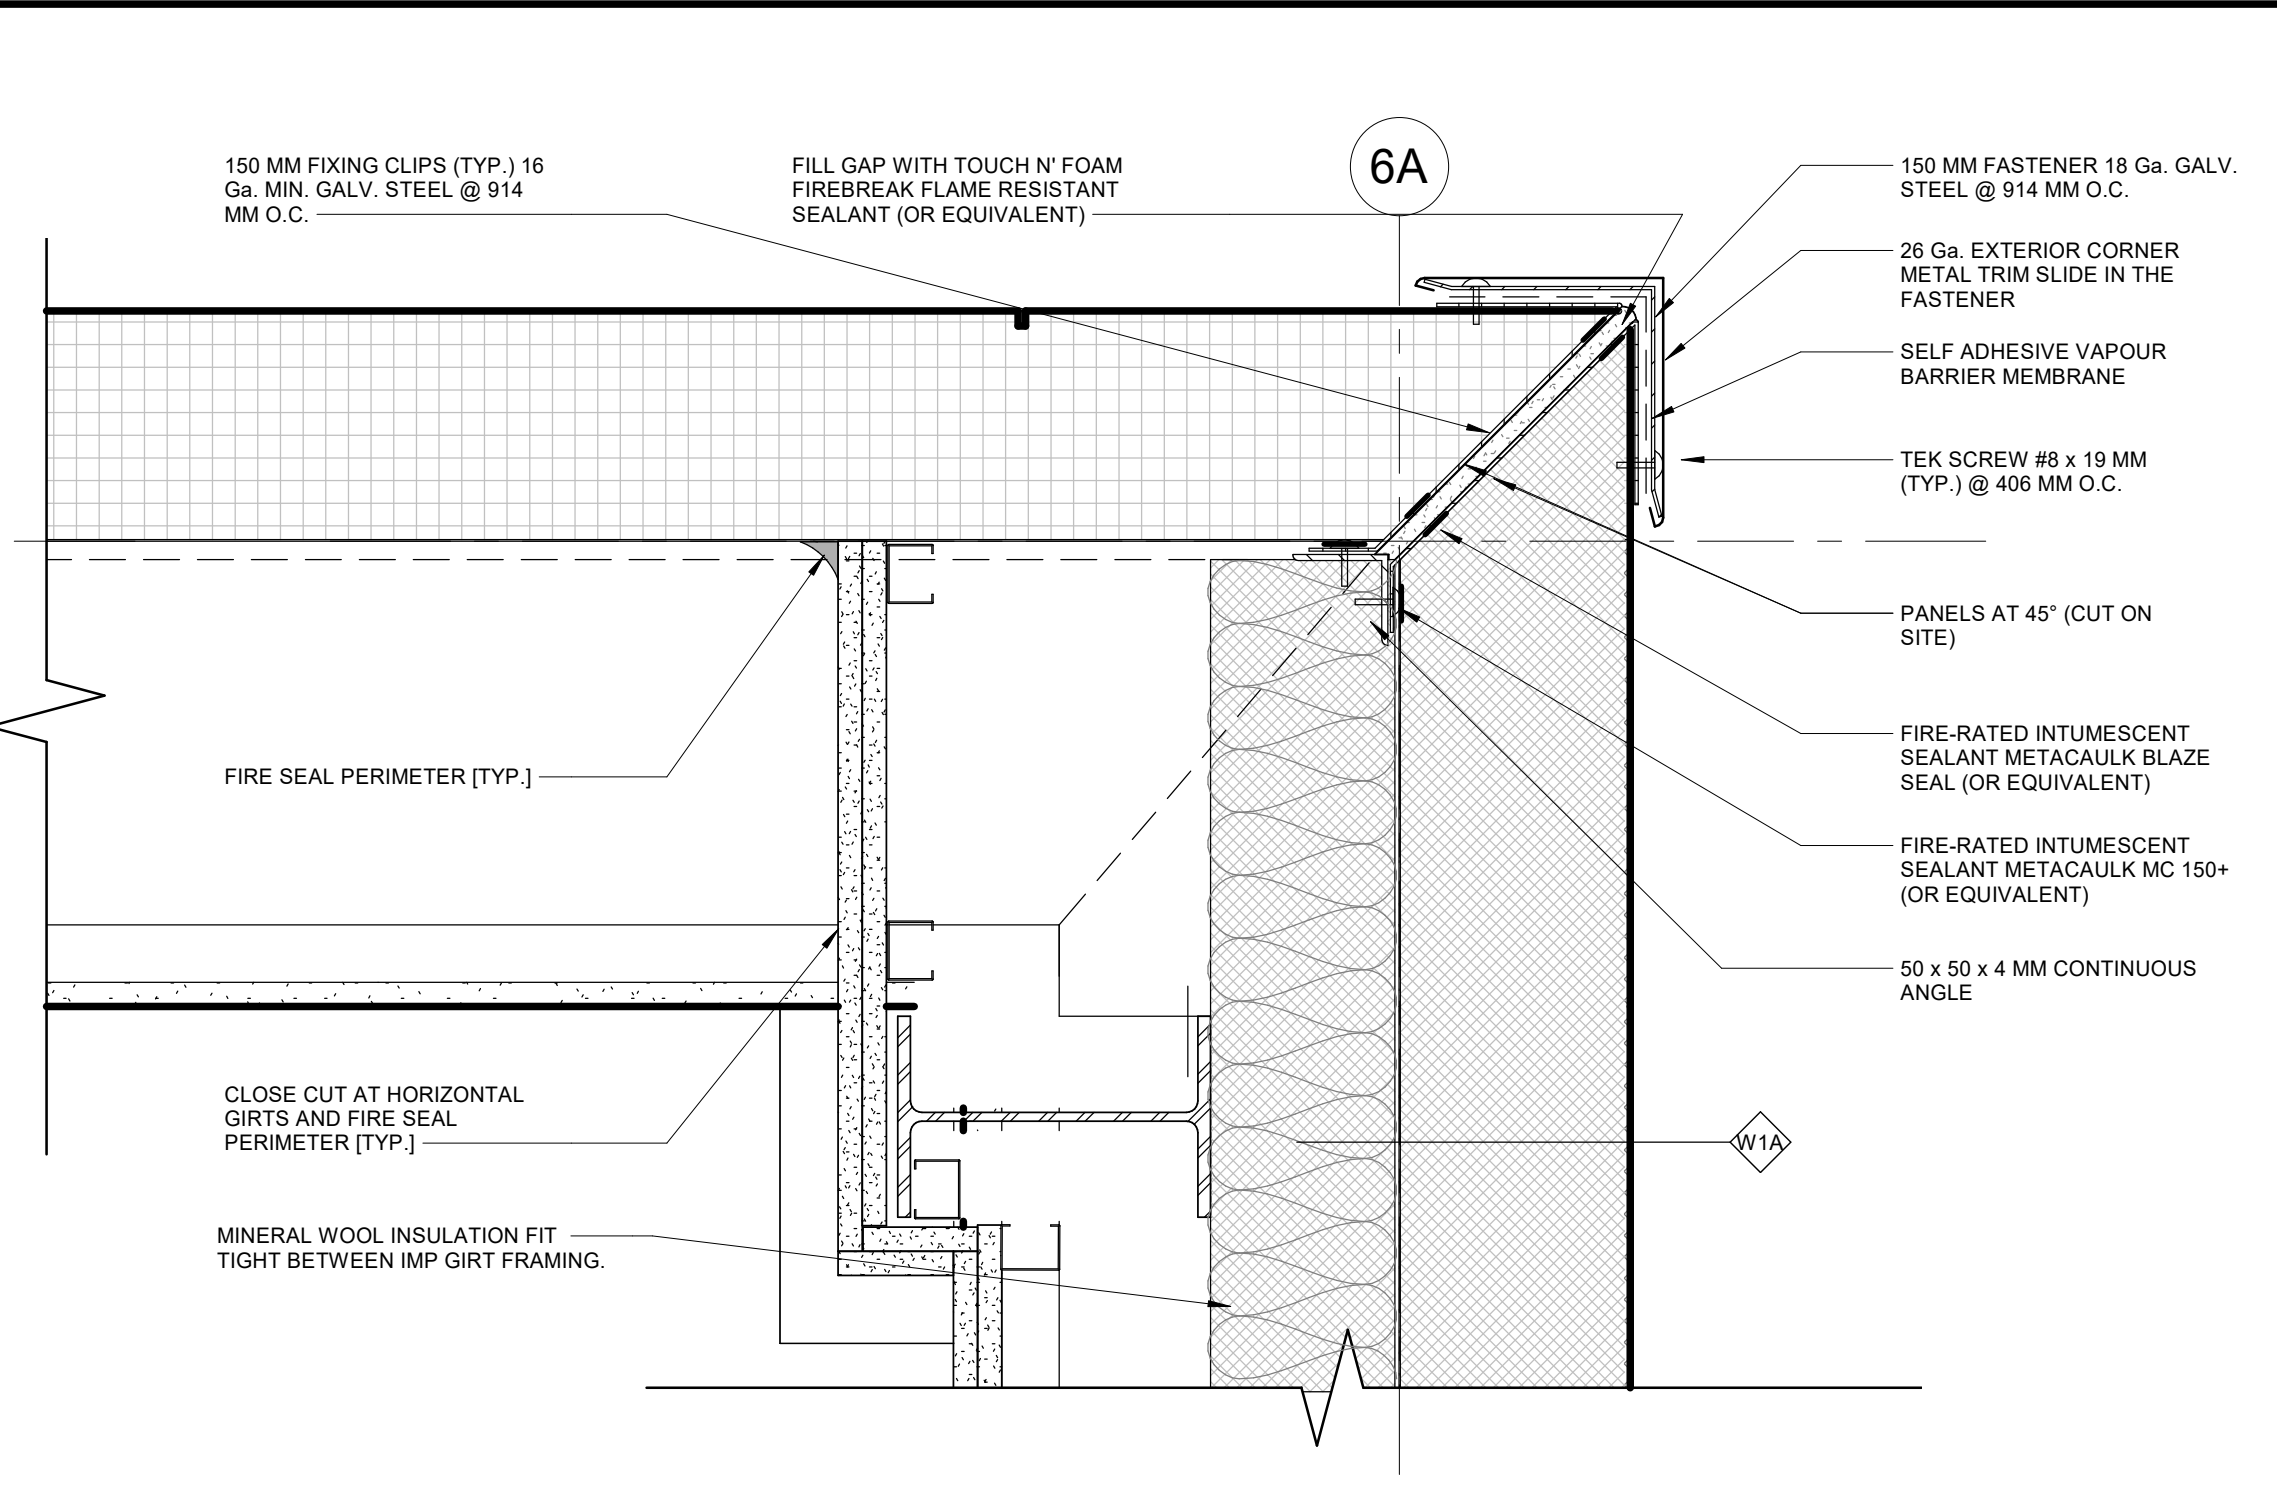 150 MM FIXING CLIPS (TYP.) 16
Ga. MIN. GALV. STEEL @ 914
MM O.C.
FILL GAP WITH TOUCH N' FOAM
FIREBREAK FLAME RESISTANT
SEALANT (OR EQUIVALENT)
6A
150 MM FASTENER 18 Ga. GALV.
STEEL @ 914 MM O.C.
26 Ga. EXTERIOR CORNER
METAL TRIM SLIDE IN THE
FASTENER
SELF ADHESIVE VAPOUR
BARRIER MEMBRANE
TEK SCREW #8 x 19 MM
(TYP.) @ 406 MM O.C.
PANELS AT 45° (CUT ON
SITE)
FIRE-RATED INTUMESCENT
SEALANT METACAULK BLAZE
SEAL (OR EQUIVALENT)
FIRE SEAL PERIMETER [TYP.]
FIRE-RATED INTUMESCENT
SEALANT METACAULK MC 150+
(OR EQUIVALENT)
50 x 50 x 4 MM CONTINUOUS
ANGLE
CLOSE CUT AT HORIZONTAL
GIRTS AND FIRE SEAL
PERIMETER [TYP.]
W1A
MINERAL WOOL INSULATION FIT
TIGHT BETWEEN IMP GIRT FRAMING.